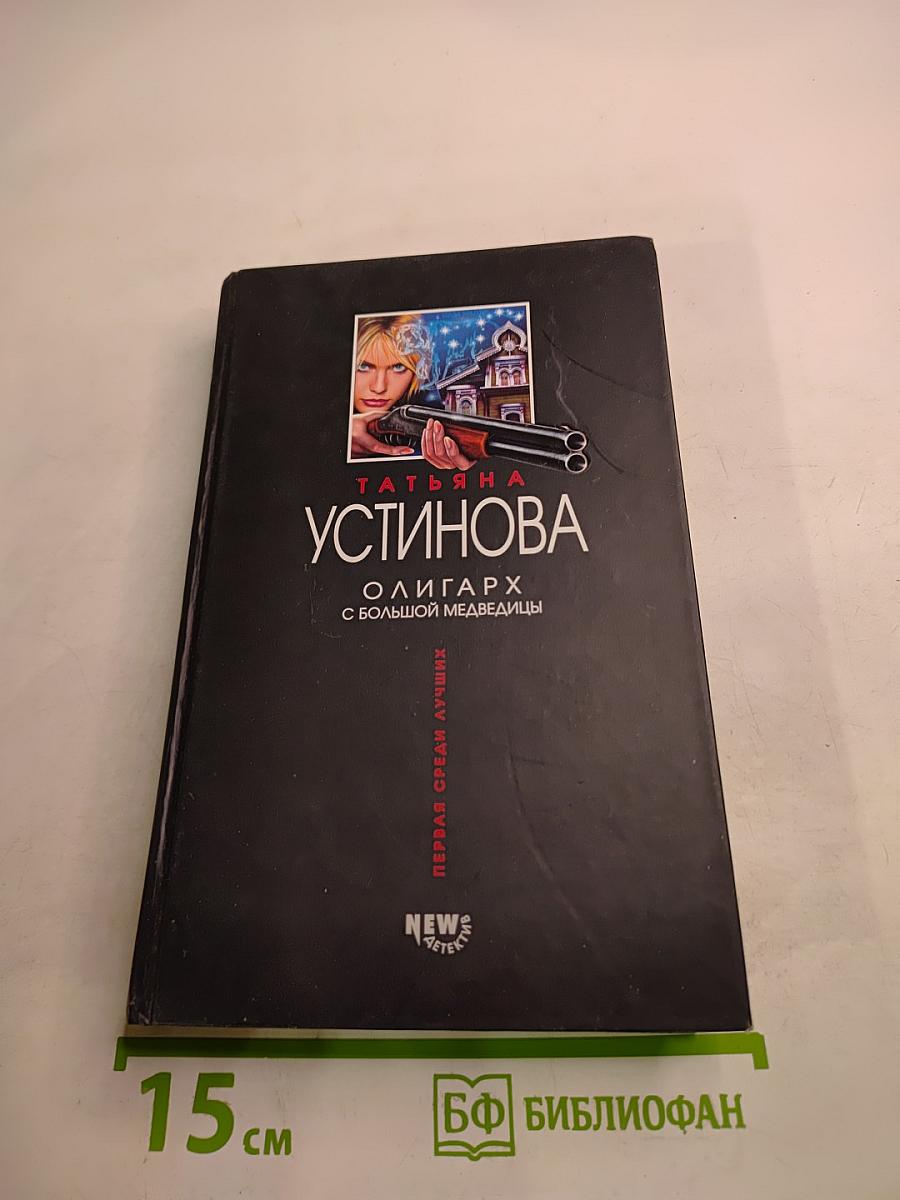 ТАТЬЯНА
УСТИНОВА
ОЛИГАРХ
С БОЛЬШОЙ МЕДВЕДИЦЫ
ПЕРВАЯ СРЕДИ ЛУЧШИХ
NEW
ДЕТЕКТИВ
15 см
БФ БИБЛИОФАН